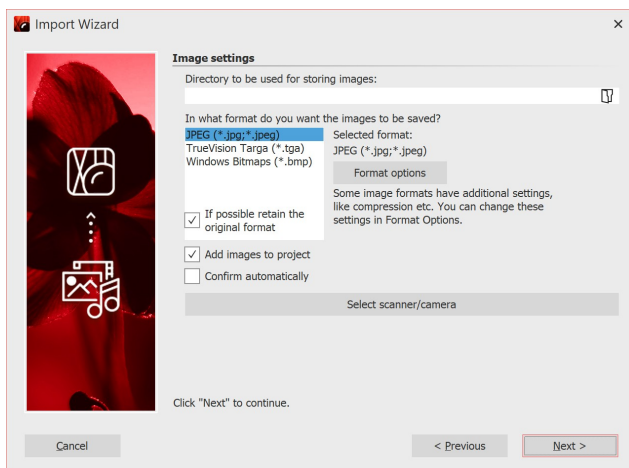 Import Wizard
Image settings
Directory to be used for storing images:
In what format do you want the images to be saved?
JPEG (*.jpg;*.jpeg)
TrueVision Targa (*.tga)
Windows Bitmaps (*.bmp)
If possible retain the
original format
Selected format:
JPEG (*.jpg;*.jpeg)
Format options
Some image formats have additional settings,
like compression etc. You can change these
settings in Format Options.
Add images to project
Confirm automatically
Select scanner/camera
Click "Next" to continue.
Cancel
< Previous
Next >